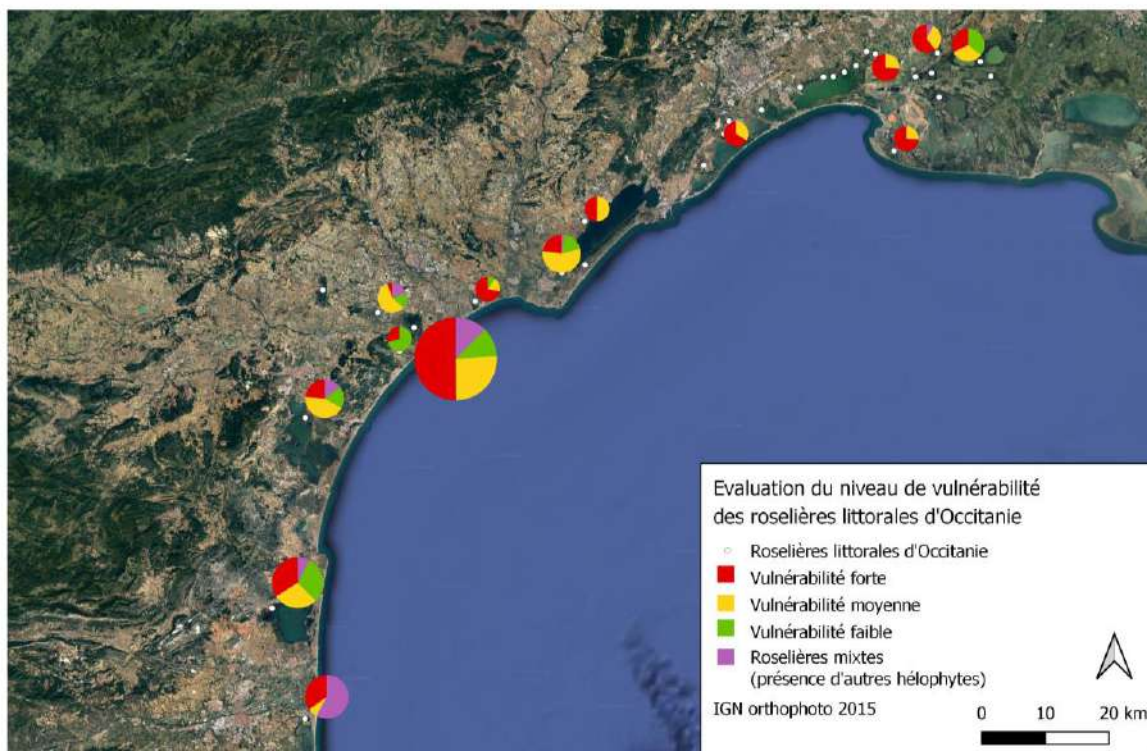 Evaluation du niveau de vulnérabilité
des roselières littorales d'Occitanie
Roselières littorales d'Occitanie
Vulnérabilité forte
Vulnérabilité moyenne
Vulnérabilité faible
Roselières mixtes
(présence d'autres hélophytes)
IGN orthophoto 2015
0 10 20 km